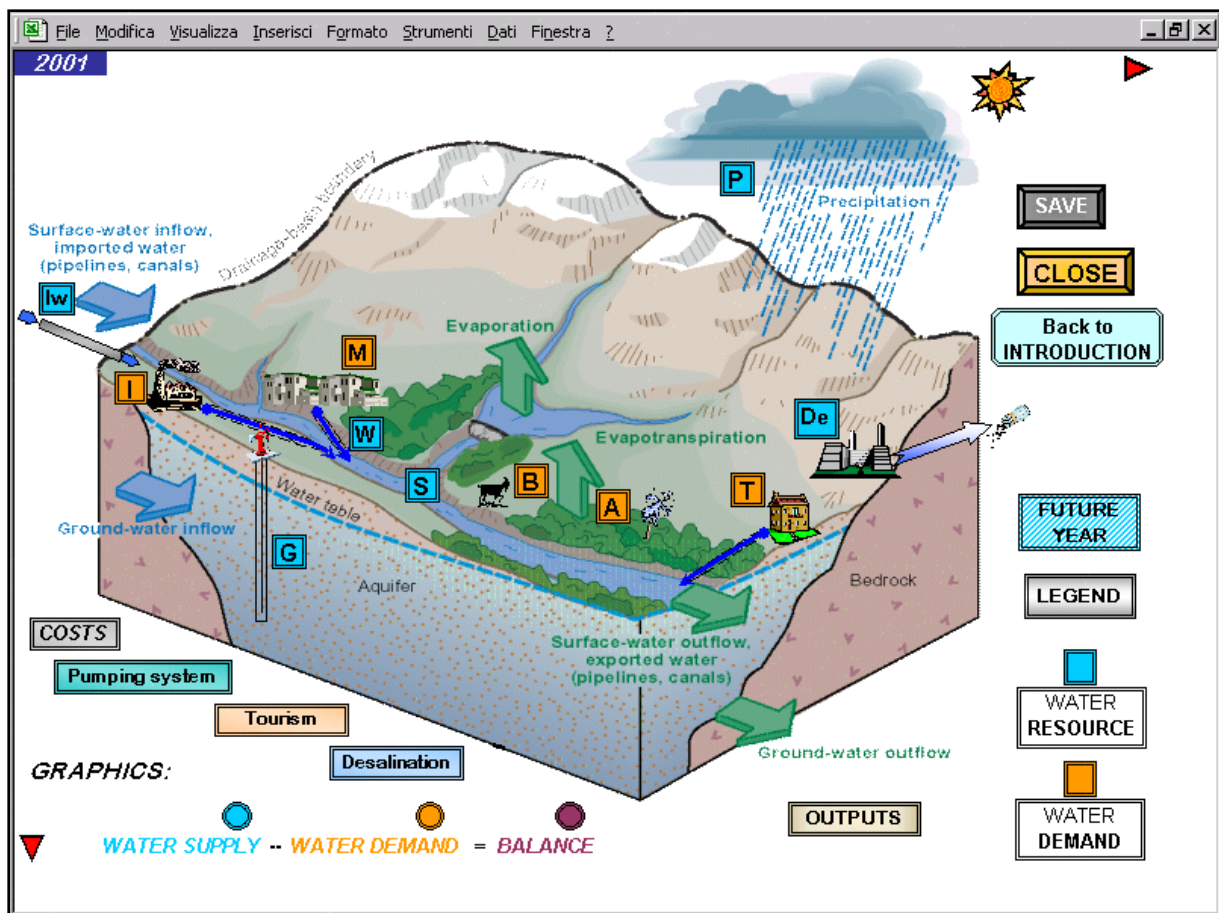 File Modifica Visualizza Inserisci Formato Strumenti Dati Finestra ?
2001
P
Precipitation
Drainage-basin boundary
SAVE
Surface-water inflow,
imported water
(pipelines, canals)
CLOSE
Iw
Back to
INTRODUCTION
Evaporation
M
I
De
W
Evapotranspiration
S
B
A
T
Water table
Ground-water inflow
G
FUTURE
YEAR
Aquifer
Bedrock
LEGEND
COSTS
Surface-water outflow,
exported water
(pipelines, canals)
Pumping system
WATER
RESOURCE
Tourism
Ground-water outflow
Desalination
GRAPHICS:
OUTPUTS
WATER
DEMAND
WATER SUPPLY -- WATER DEMAND = BALANCE